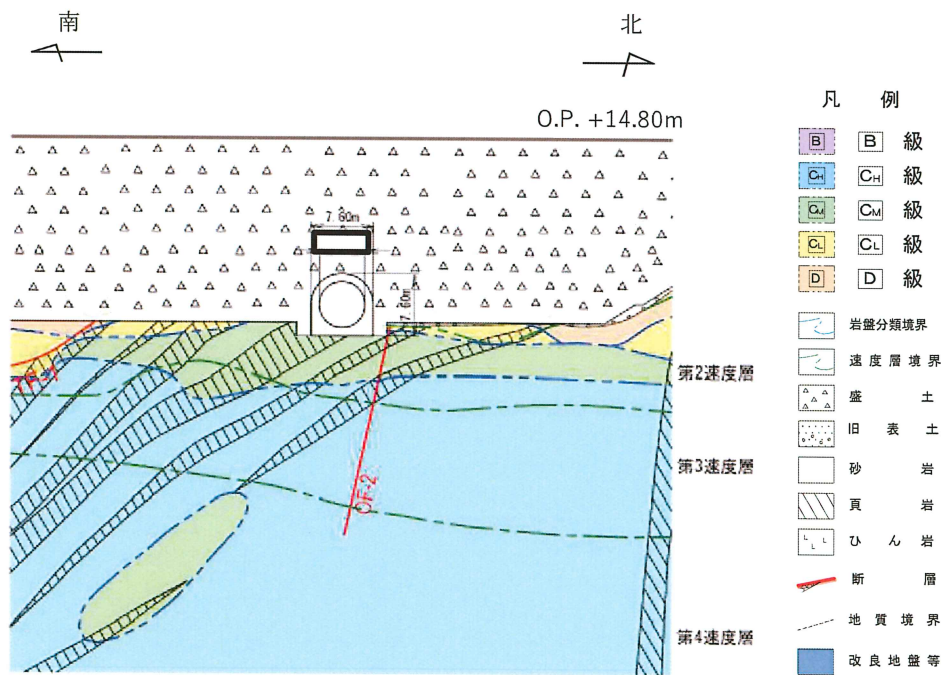 南
北
O.P. +14.80m
7.60m
7.60m
OF-2
第2速度層
第3速度層
第4速度層
凡 例
B B 級
CH CH 級
CM CM 級
CL CL 級
D D 級
岩盤分類境界
速度層境界
盛土
旧表土
砂岩
頁岩
ひん岩
断層
地質境界
改良地盤等